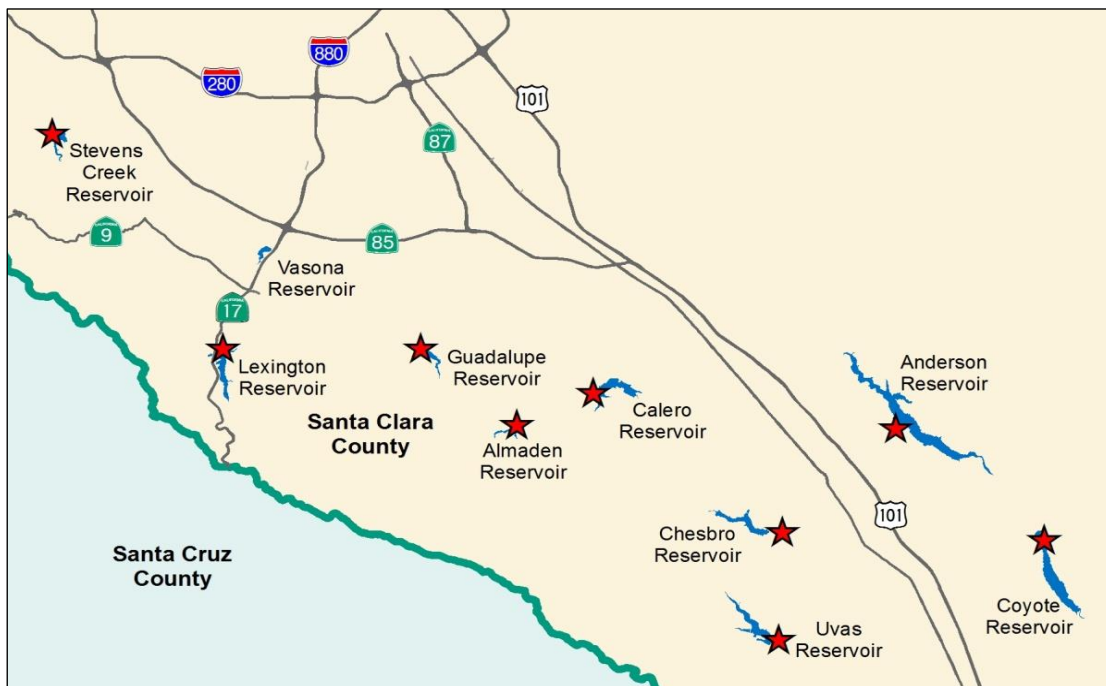 880
280
101
87
Stevens
Creek
Reservoir
9
85
Vasona
Reservoir
17
Lexington
Reservoir
Guadalupe
Reservoir
Anderson
Reservoir
Calero
Reservoir
Santa Clara
County
Almaden
Reservoir
101
Chesbro
Reservoir
Santa Cruz
County
Coyote
Reservoir
Uvas
Reservoir